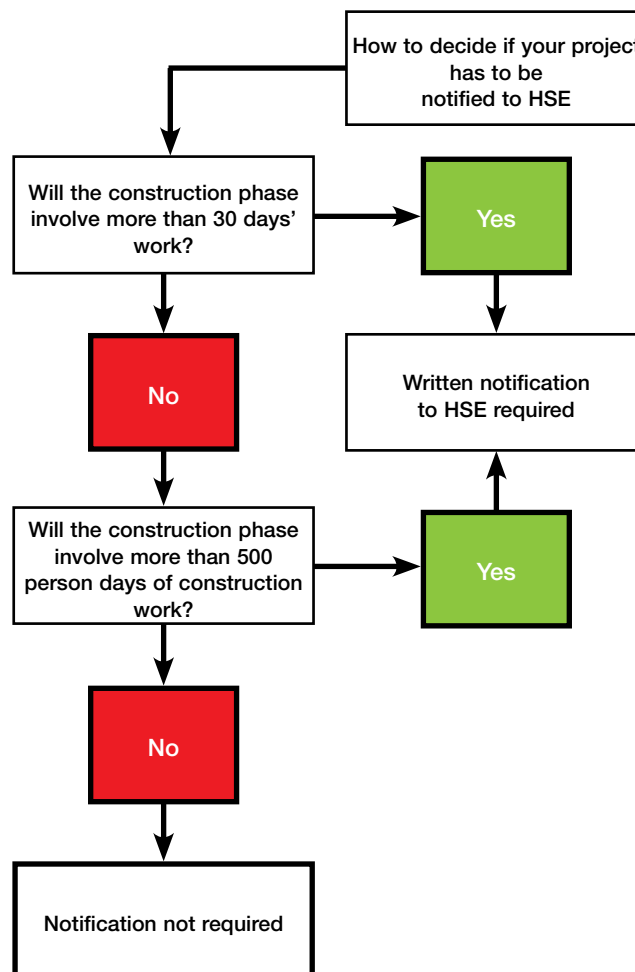 How to decide if your project
has to be
notified to HSE
Will the construction phase
involve more than 30 days’
work?
Yes
No
Written notification
to HSE required
Will the construction phase
involve more than 500
person days of construction
work?
Yes
No
Notification not required